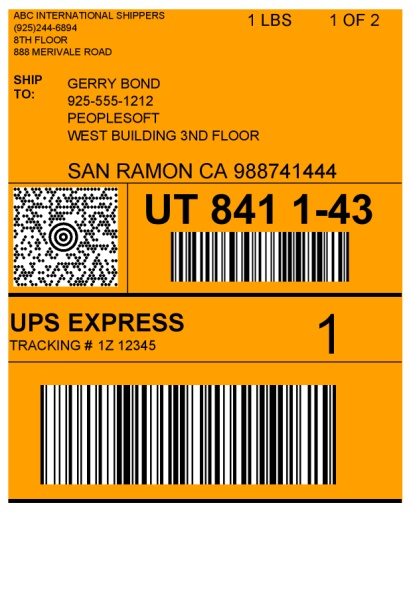 ABC INTERNATIONAL SHIPPERS
(925)244-6894
8TH FLOOR
888 MERIVALE ROAD
1 LBS 1 OF 2
SHIP TO:
GERRY BOND
925-555-1212
PEOPLESOFT
WEST BUILDING 3ND FLOOR
SAN RAMON CA 988741444
UT 841 1-43
UPS EXPRESS
TRACKING # 1Z 12345
1